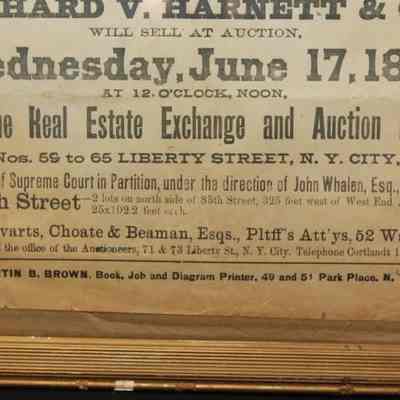 HARD V. HARNETT & C
WILL SELL AT AUCTION,
ednesday, June 17, 18
AT 12 O'CLOCK, NOON,
he Real Estate Exchange and Auction
Nos. 59 to 65 LIBERTY STREET, N. Y. CITY,
of Supreme Court in Partition, under the direction of John Whalen, Esq.,
th Street—2 lots on north side of 85th Street, 325 feet west of West End
25x102.2 feet each.
varts, Choate & Beaman, Esqs., Pltff's Att'ys, 52 W
the office of the Auctioneers, 71 & 73 Liberty St., N. Y. City. Telephone Cortlandt 1
TIN B. BROWN, Book, Job and Diagram Printer, 49 and 51 Park Place, N.